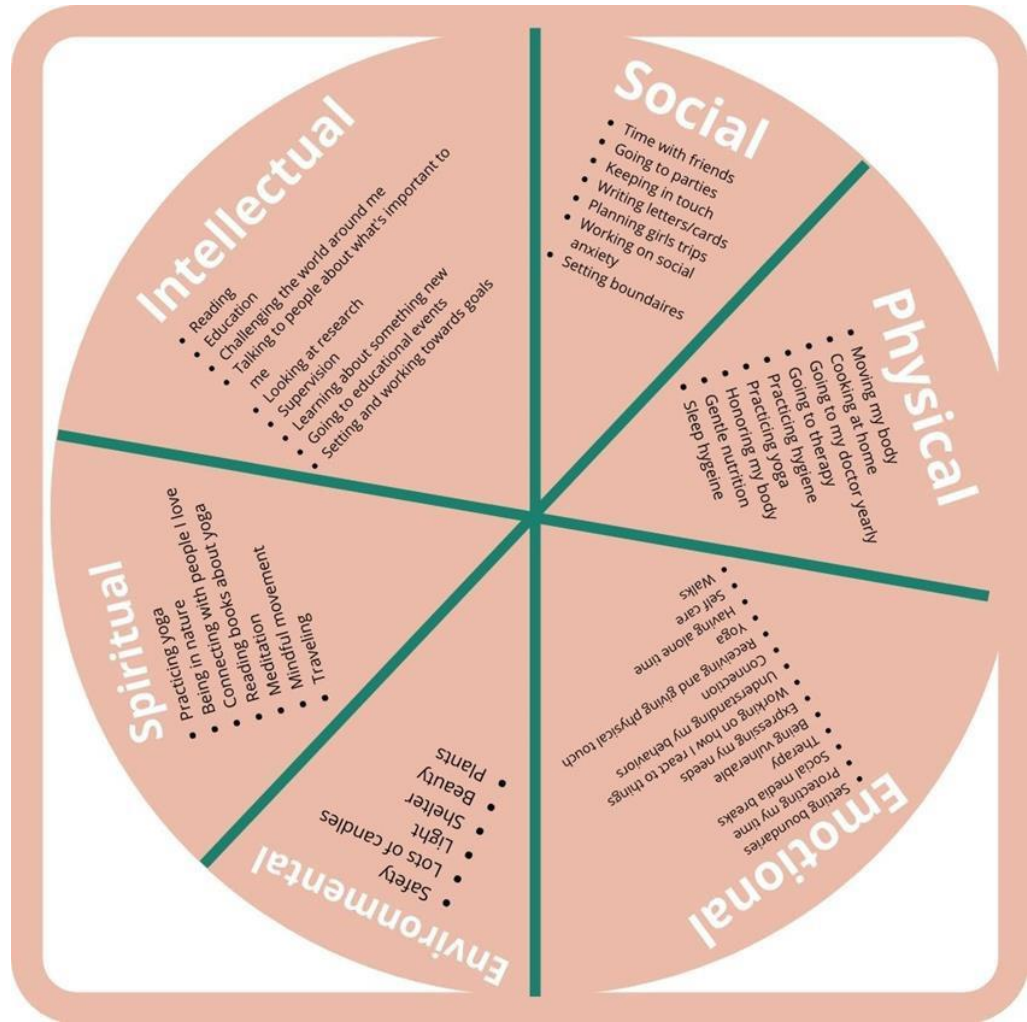 Social
• Time with friends
• Going to parties
• Keeping in touch
• Writing letters/cards
• Planning girls trips
• Working on social
anxiety
• Setting boundaires
Physical
• Moving my body
• Cooking at home
• Going to my doctor yearly
• Going to therapy
• Practicing hygiene
• Practicing yoga
• Honoring my body
• Gentle nutrition
• Sleep hygeine
Emotional
• Setting boundaries
• Protecting my time
• Social media breaks
• Therapy
• Being vulnerable
• Expressing my needs
• Working on how I react to things
• Understanding my behaviors
• Connection
• Receiving and giving physical touch
• Yoga
• Having alone time
• Self care
• Walks
Environmental
• Safety
• Lots of candles
• Light
• Shelter
• Beauty
• Plants
Spiritual
• Practicing yoga
• Being in nature
• Connecting with people I love
• Reading books about yoga
• Meditation
• Mindful movement
• Traveling
Intellectual
• Reading
• Education
• Challenging the world around me
• Talking to people about what's important to
me
• Looking at research
• Supervision
• Learning about something new
• Going to educational events
• Setting and working towards goals